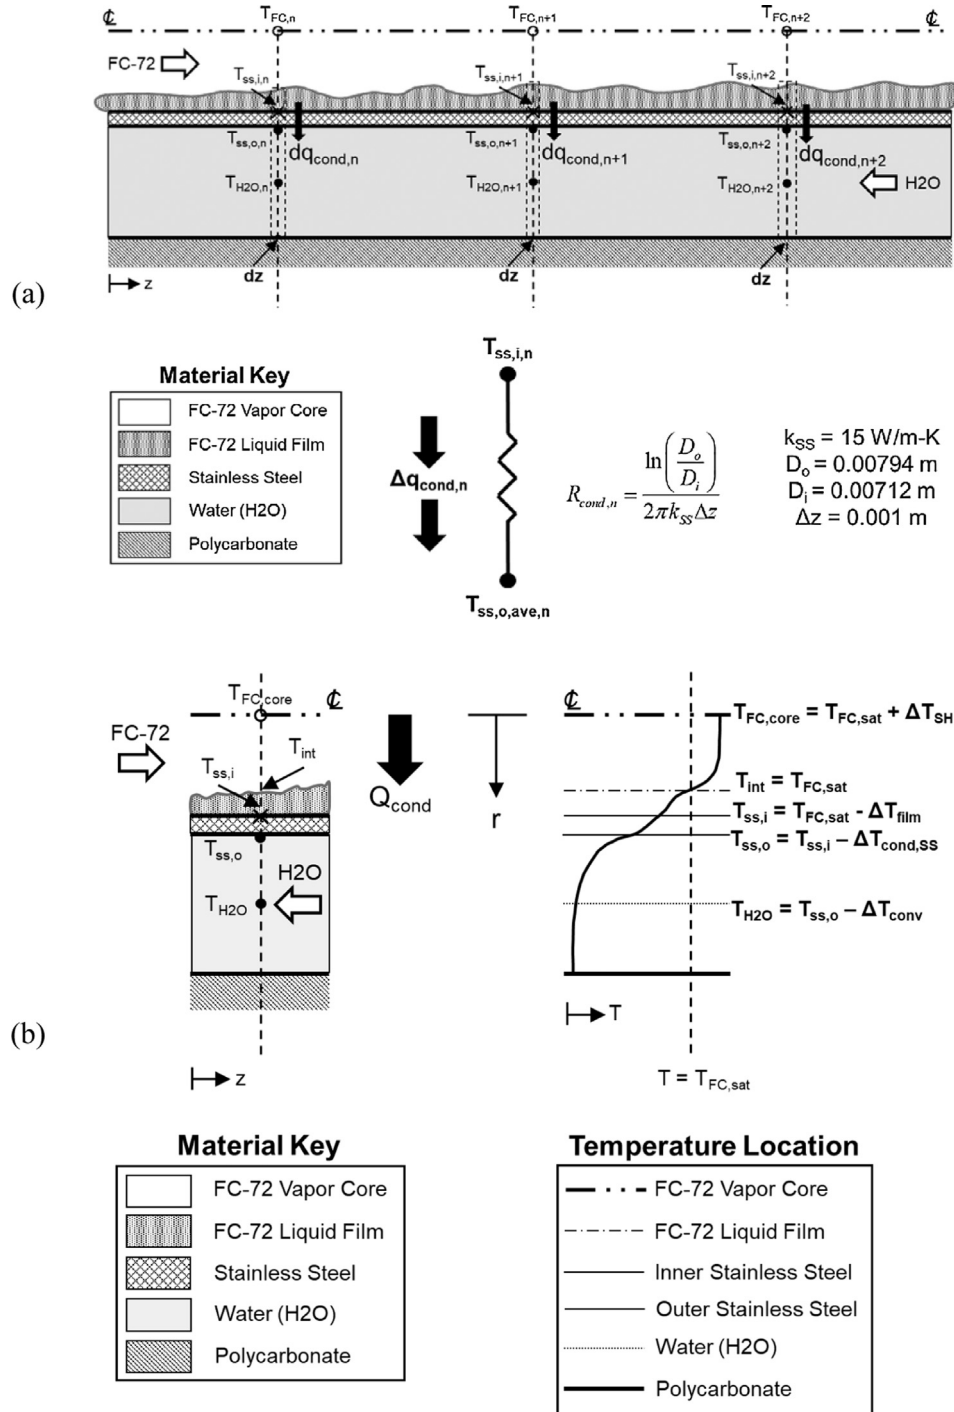 ℄ T_FC,n T_FC,n+1 T_FC,n+2 ℄
FC-72
T_ss,i,n T_ss,i,n+1 T_ss,i,n+2
T_ss,o,n dq_cond,n T_ss,o,n+1 dq_cond,n+1 T_ss,o,n+2 dq_cond,n+2
T_H2O,n T_H2O,n+1 T_H2O,n+2 H2O
dz dz dz
z
(a)
Material Key
FC-72 Vapor Core
FC-72 Liquid Film
Stainless Steel
Water (H2O)
Polycarbonate
T_ss,i,n
Δq_cond,n
T_ss,o,ave,n
R_cond,n = ln(D_o/D_i) / 2πk_SSΔz
k_SS = 15 W/m-K
D_o = 0.00794 m
D_i = 0.00712 m
Δz = 0.001 m
T_FC,core ℄
FC-72
T_ss,i T_int
Q_cond
T_ss,o
H2O
T_H2O
z
r
℄
T_FC,core = T_FC,sat + ΔT_SH
T_int = T_FC,sat
T_ss,i = T_FC,sat - ΔT_film
T_ss,o = T_ss,i – ΔT_cond,SS
T_H2O = T_ss,o – ΔT_conv
T
T = T_FC,sat
(b)
Material Key
FC-72 Vapor Core
FC-72 Liquid Film
Stainless Steel
Water (H2O)
Polycarbonate
Temperature Location
FC-72 Vapor Core
FC-72 Liquid Film
Inner Stainless Steel
Outer Stainless Steel
Water (H2O)
Polycarbonate